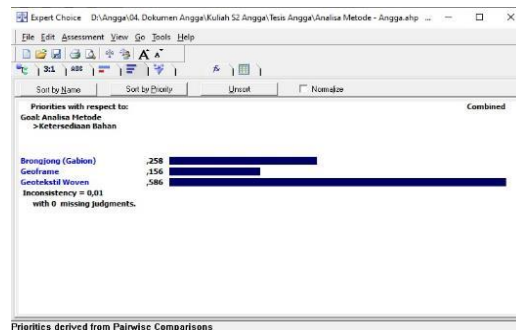 Expert Choice D:\Angga\04. Dokumen Angga\Kuliah S2 Angga\Tesis Angga\Analisa Metode - Angga.ahp ...
File Edit Assessment View Go Tools Help
3:1 ABC
Sort by Name Sort by Priority Unsort Normalize
Priorities with respect to: Combined
Goal: Analisa Metode
>Ketersediaan Bahan
Brongjong (Gabion) ,258
Geoframe ,156
Geotekstil Woven ,586
Inconsistency = 0,01
with 0 missing judgments.
Priorities derived from Pairwise Comparisons